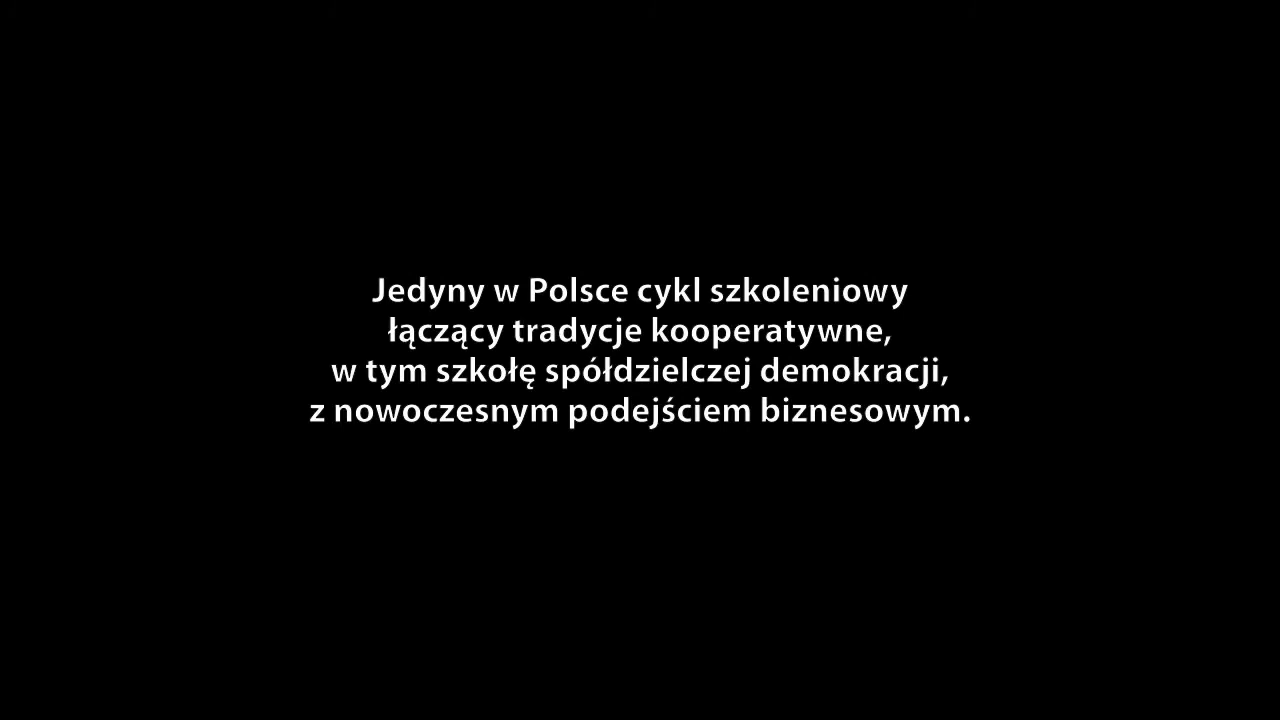 Jedyny w Polsce cykl szkoleniowy
łączący tradycje kooperatywne,
w tym szkołę spółdzielczej demokracji,
z nowoczesnym podejściem biznesowym.